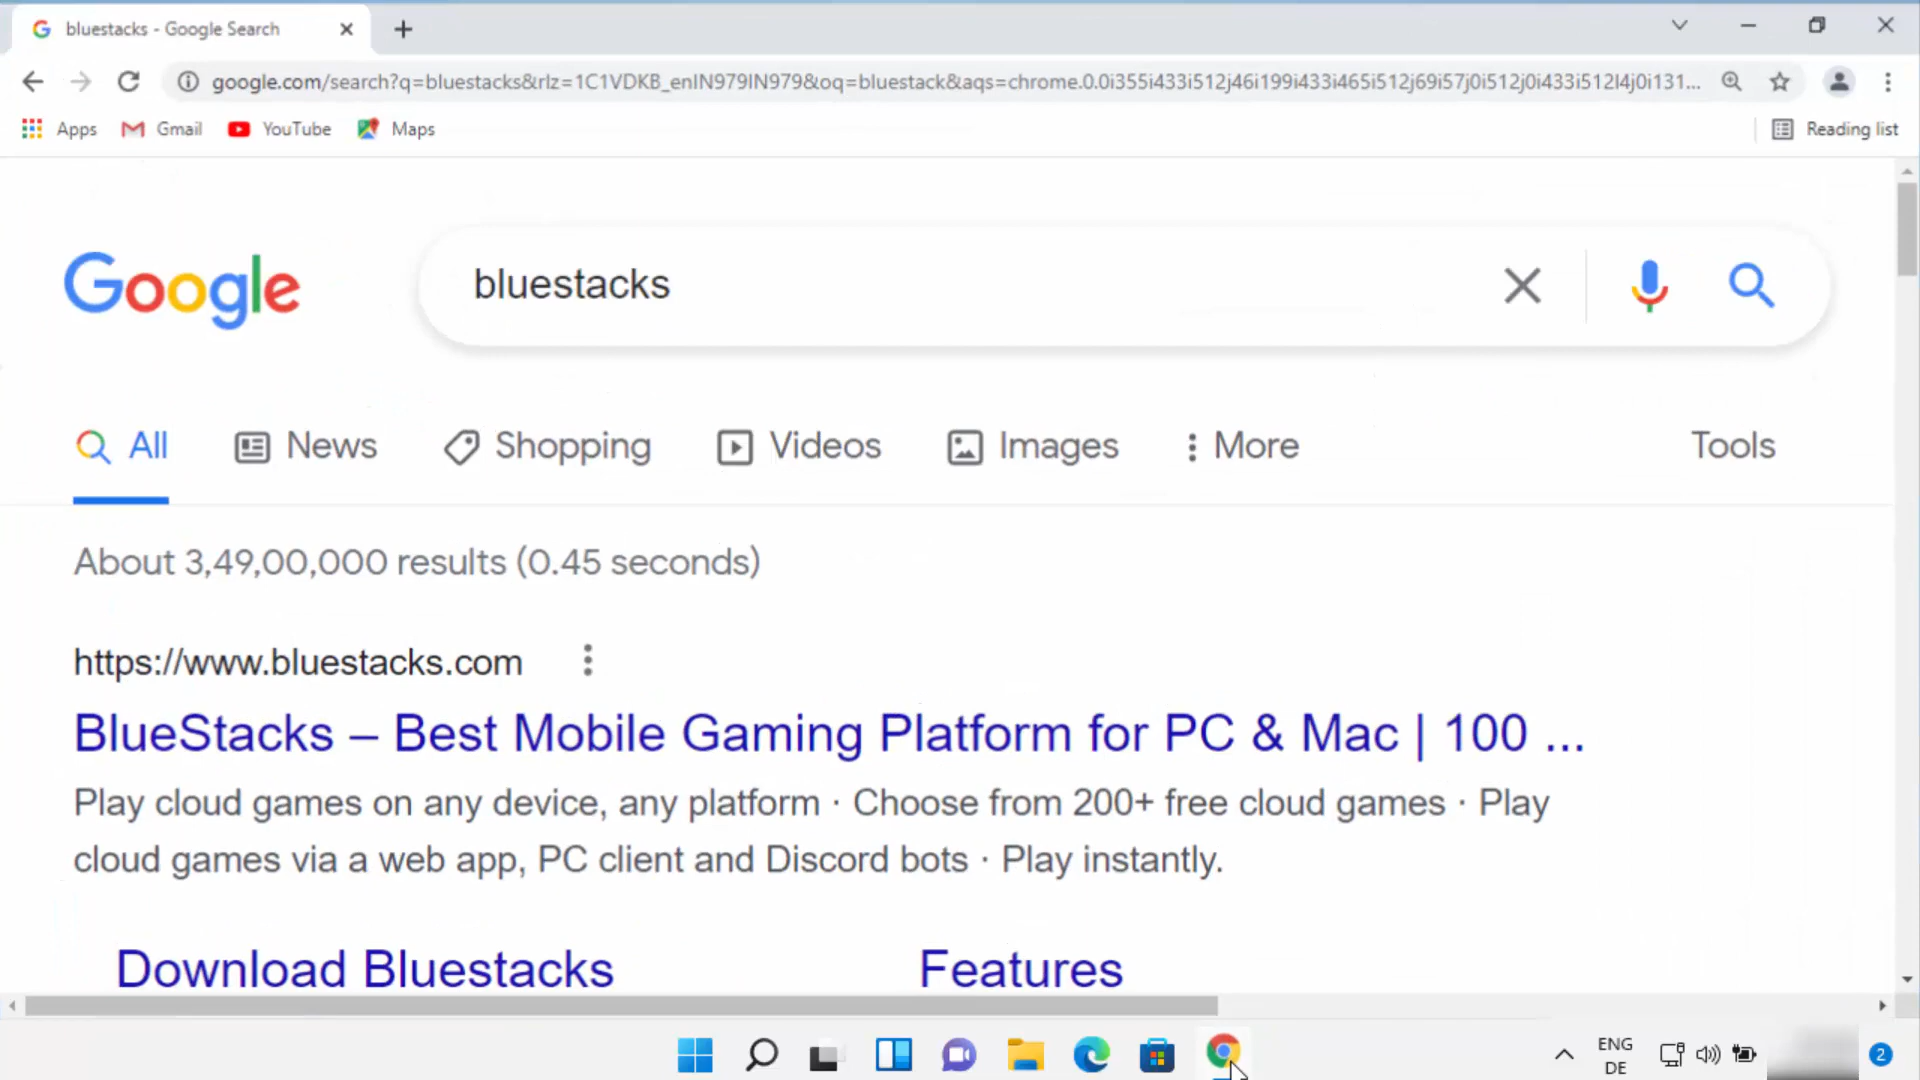 bluestacks - Google Search
google.com/search?q=bluestacks&rlz=1C1VDKB_enIN979IN979&oq=bluestack&aqs=chrome.0.0i355i433i512j46i199i433i465i512j69i57j0i512j0i433i512l4j0i131...
Apps Gmail YouTube Maps Reading list
Google bluestacks
All News Shopping Videos Images More Tools
About 3,49,00,000 results (0.45 seconds)
https://www.bluestacks.com
BlueStacks – Best Mobile Gaming Platform for PC & Mac | 100 ...
Play cloud games on any device, any platform · Choose from 200+ free cloud games · Play
cloud games via a web app, PC client and Discord bots · Play instantly.
Download Bluestacks Features
ENG
DE
2